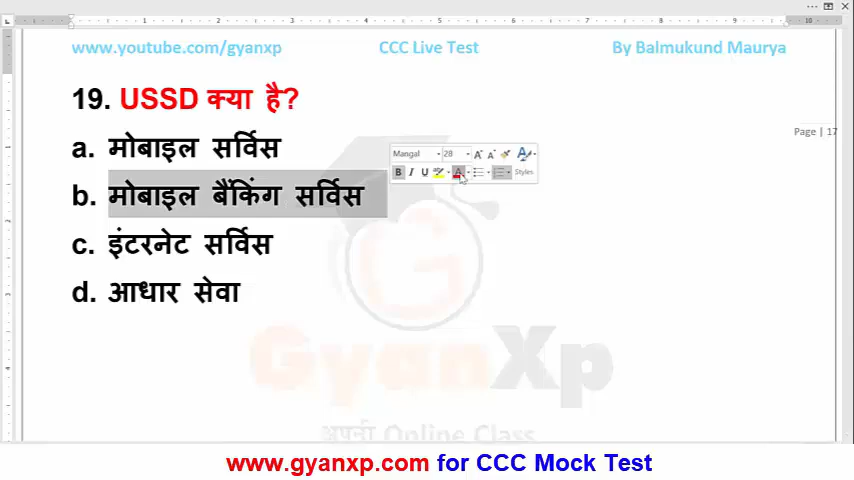 www.youtube.com/gyanxp CCC Live Test By Balmukund Maurya
19. USSD क्या है?
Page | 17
a. मोबाइल सर्विस
Mangal 28
B I U Styles
b. मोबाइल बैंकिंग सर्विस
c. इंटरनेट सर्विस
d. आधार सेवा
GyanXp
अपनी Online Class
www.gyanxp.com for CCC Mock Test